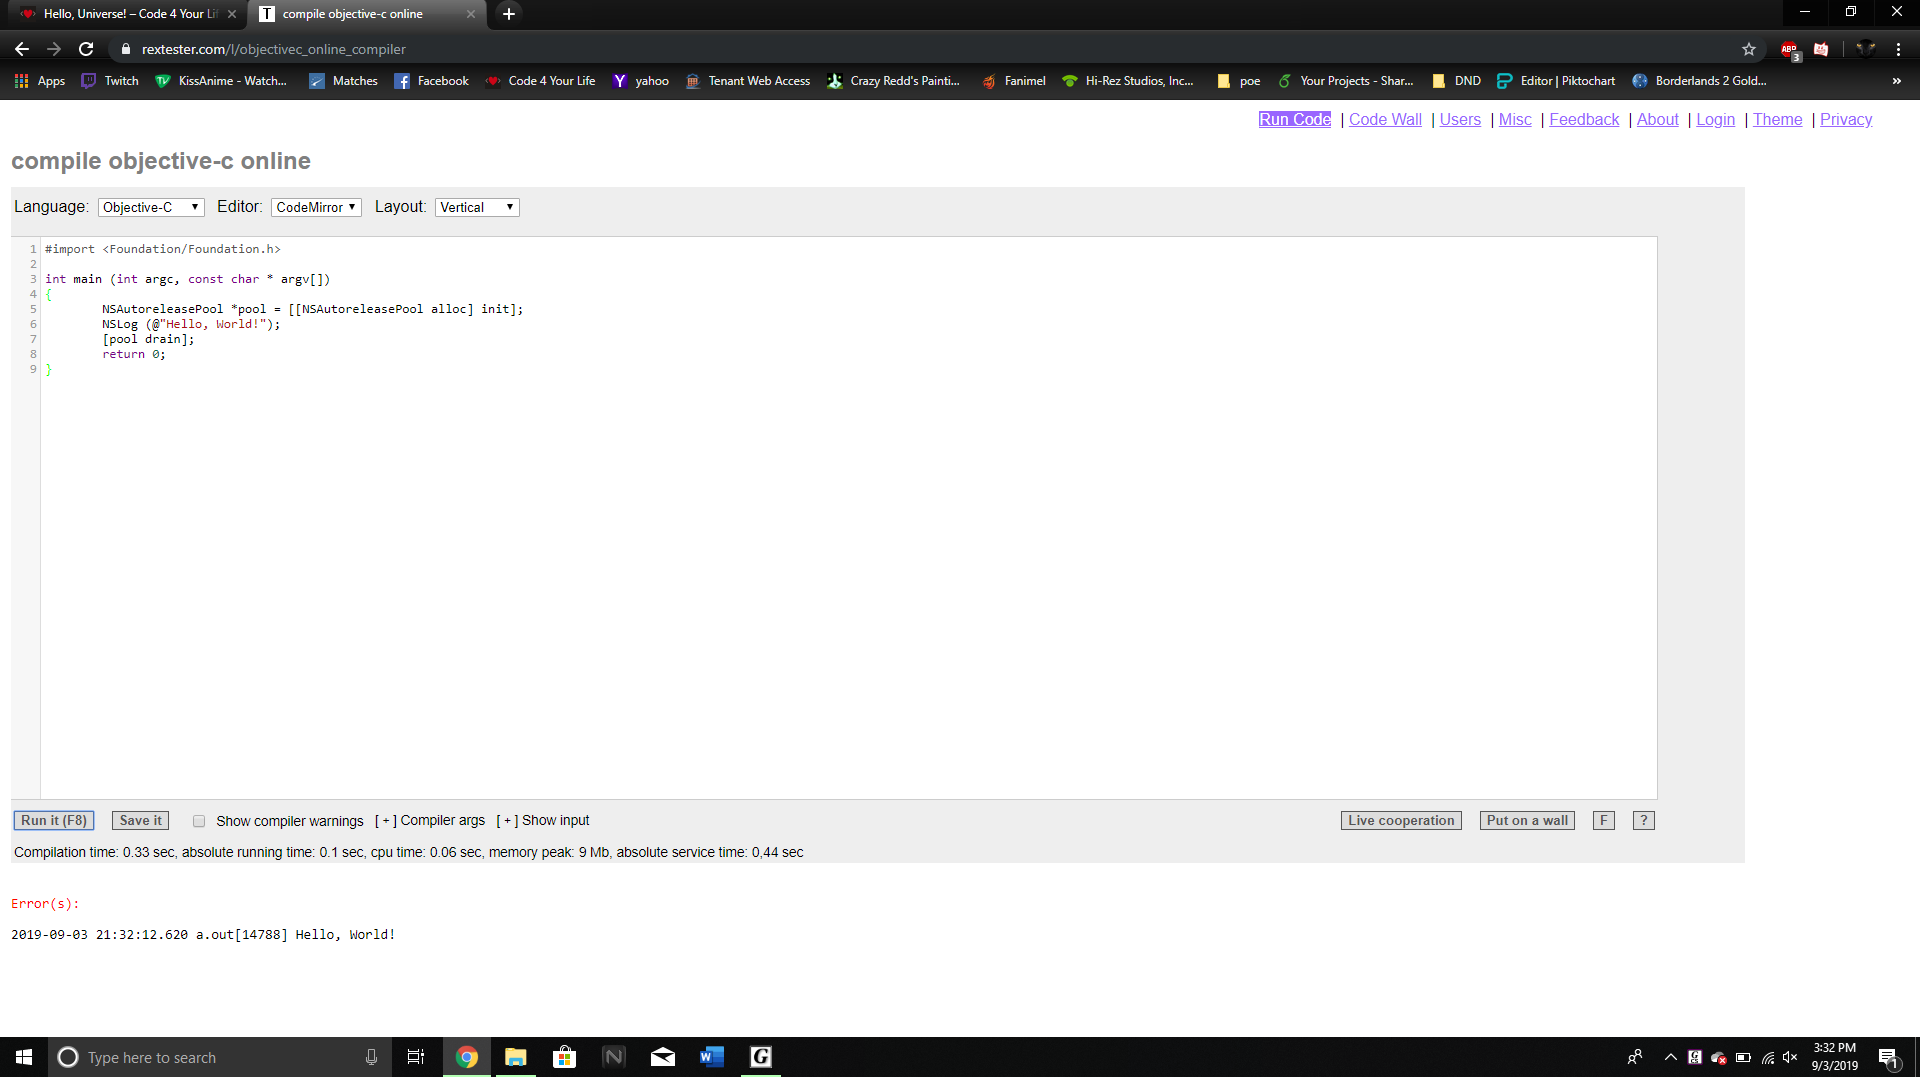 Hello, Universe! – Code 4 Your Li
compile objective-c online
rextester.com/l/objectivec_online_compiler
ABP
3
Apps
Twitch
KissAnime - Watch...
Matches
Facebook
Code 4 Your Life
yahoo
Tenant Web Access
Crazy Redd's Painti...
Fanimel
Hi-Rez Studios, Inc...
poe
Your Projects - Shar...
DND
Editor | Piktochart
Borderlands 2 Gold...
»
Run Code | Code Wall | Users | Misc | Feedback | About | Login | Theme | Privacy
compile objective-c online
Language: Objective-C Editor: CodeMirror Layout: Vertical
1 #import <Foundation/Foundation.h>
2
3 int main (int argc, const char * argv[])
4 {
5 NSAutoreleasePool *pool = [[NSAutoreleasePool alloc] init];
6 NSLog (@"Hello, World!");
7 [pool drain];
8 return 0;
9 }
Run it (F8) Save it Show compiler warnings [ + ] Compiler args [ + ] Show input Live cooperation Put on a wall F ?
Compilation time: 0.33 sec, absolute running time: 0.1 sec, cpu time: 0.06 sec, memory peak: 9 Mb, absolute service time: 0,44 sec
Error(s):
2019-09-03 21:32:12.620 a.out[14788] Hello, World!
Type here to search
3:32 PM
9/3/2019
1